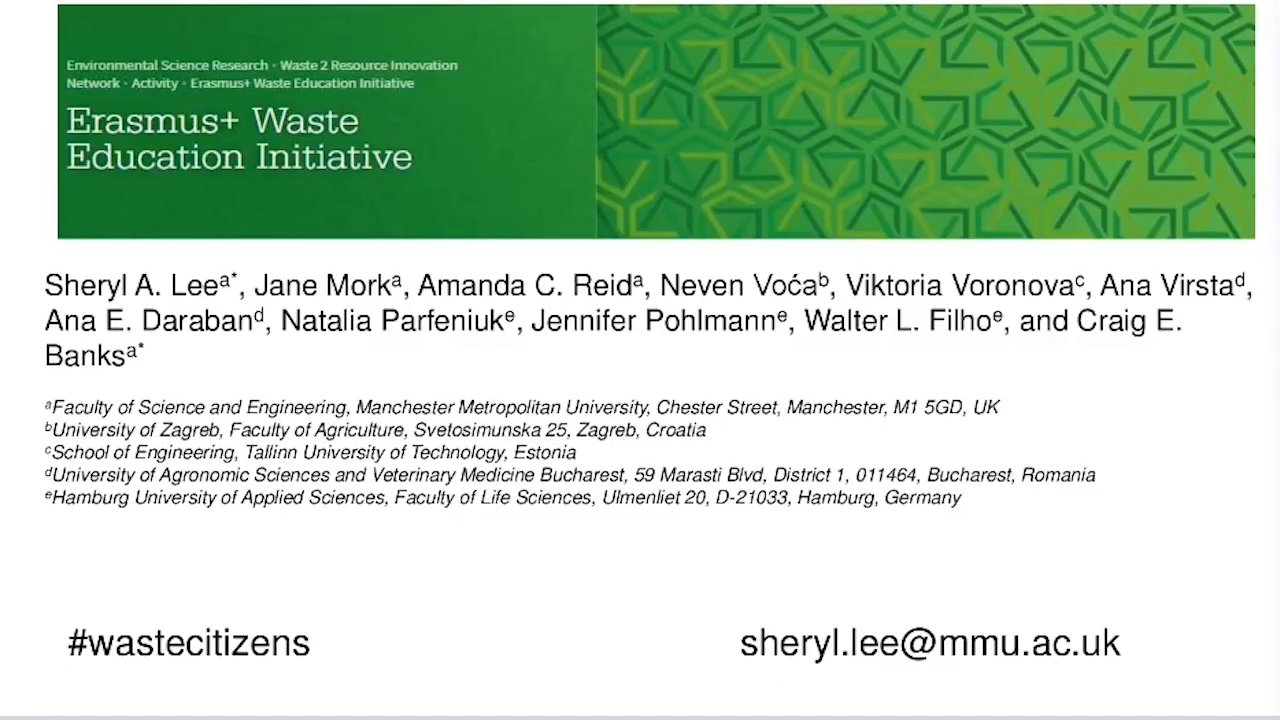 Environmental Science Research · Waste 2 Resource Innovation
Network · Activity · Erasmus+ Waste Education Initiative
Erasmus+ Waste
Education Initiative
Sheryl A. Leeᵃ*, Jane Morkᵃ, Amanda C. Reidᵃ, Neven Voćaᵇ, Viktoria Voronovaᶜ, Ana Virstaᵈ,
Ana E. Darabanᵈ, Natalia Parfeniukᵉ, Jennifer Pohlmannᵉ, Walter L. Filhoᵉ, and Craig E.
Banksᵃ*
ᵃFaculty of Science and Engineering, Manchester Metropolitan University, Chester Street, Manchester, M1 5GD, UK
ᵇUniversity of Zagreb, Faculty of Agriculture, Svetosimunska 25, Zagreb, Croatia
ᶜSchool of Engineering, Tallinn University of Technology, Estonia
ᵈUniversity of Agronomic Sciences and Veterinary Medicine Bucharest, 59 Marasti Blvd, District 1, 011464, Bucharest, Romania
ᵉHamburg University of Applied Sciences, Faculty of Life Sciences, Ulmenliet 20, D-21033, Hamburg, Germany
#wastecitizens
sheryl.lee@mmu.ac.uk